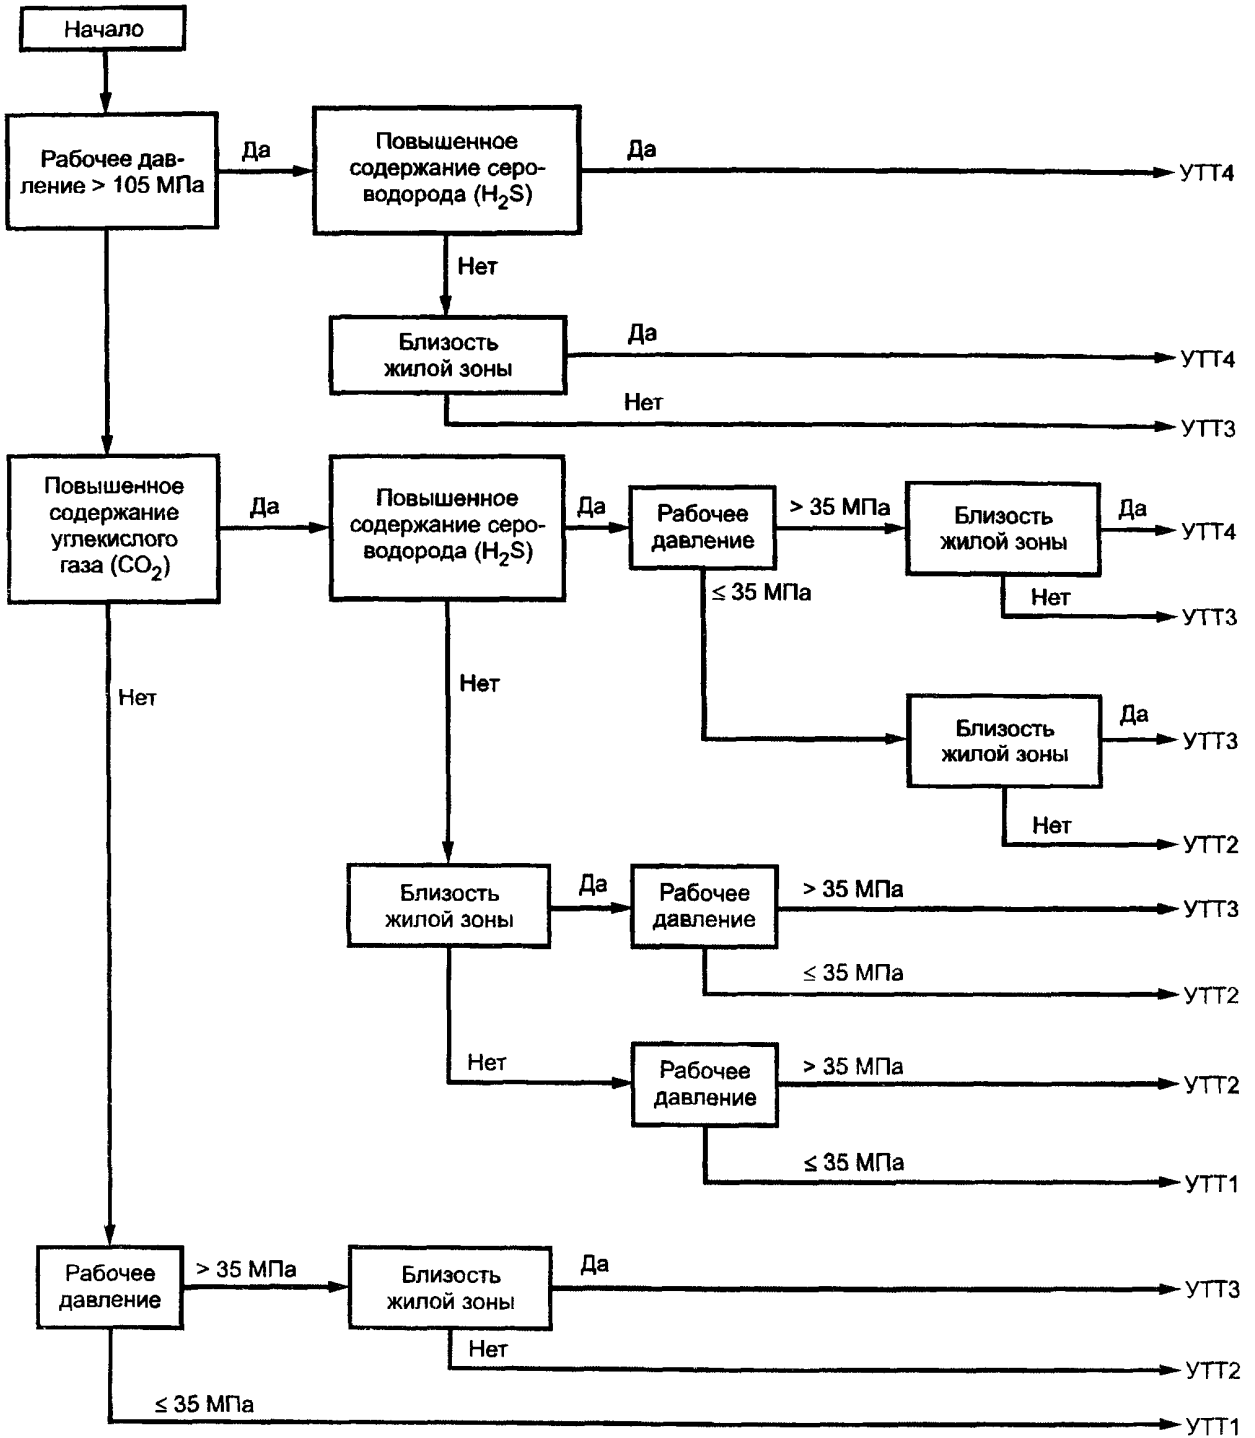 Начало
Рабочее дав-
ление > 105 МПа
Да
Повышенное
содержание серо-
водорода (H2S)
Да
УТТ4
Нет
Близость
жилой зоны
Да
УТТ4
Нет
УТТ3
Повышенное
содержание
углекислого
газа (CO2)
Да
Повышенное
содержание серо-
водорода (H2S)
Да
Рабочее
давление
> 35 МПа
Близость
жилой зоны
Да
УТТ4
Нет
УТТ3
≤ 35 МПа
Близость
жилой зоны
Да
УТТ3
Нет
УТТ2
Нет
Близость
жилой зоны
Да
Рабочее
давление
> 35 МПа
УТТ3
≤ 35 МПа
УТТ2
Нет
Рабочее
давление
> 35 МПа
УТТ2
≤ 35 МПа
УТТ1
Нет
Рабочее
давление
> 35 МПа
Близость
жилой зоны
Да
УТТ3
Нет
УТТ2
≤ 35 МПа
УТТ1